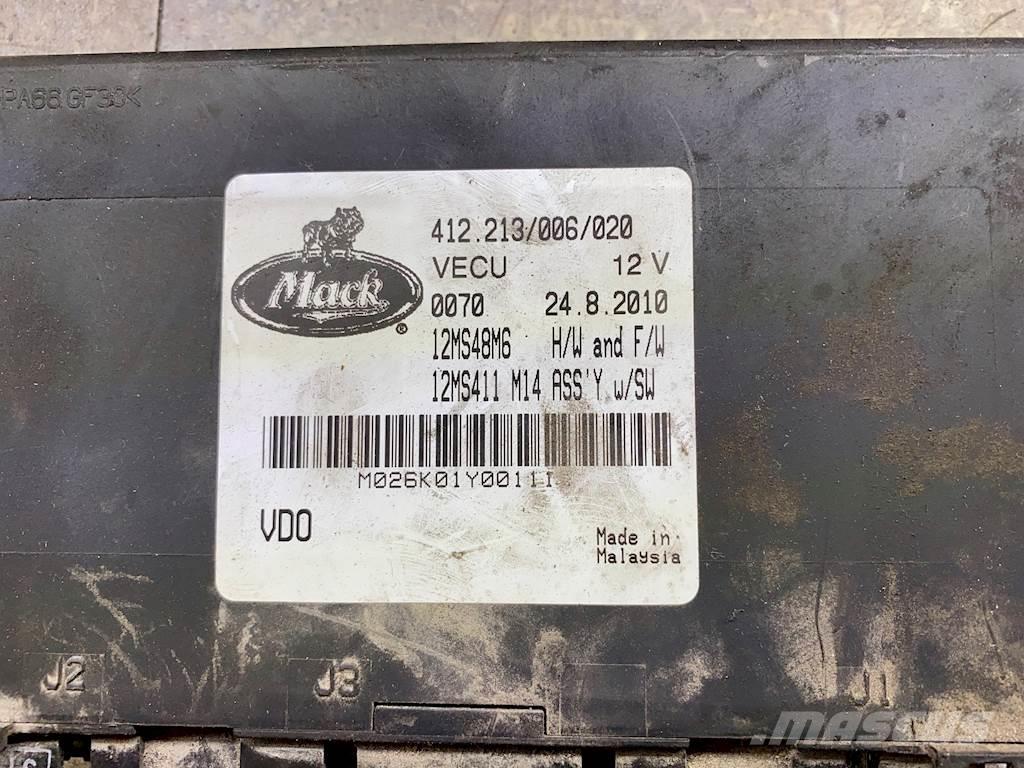 PA66.GF30<
412.213/006/020
VECU 12 V
0070 24.8.2010
12MS48M6 H/W and F/W
12MS411 M14 ASS'Y w/SW
Mack ®
M026K01Y00111I
VDO
Made in
Malaysia
J2 J3 J1
MASCUS